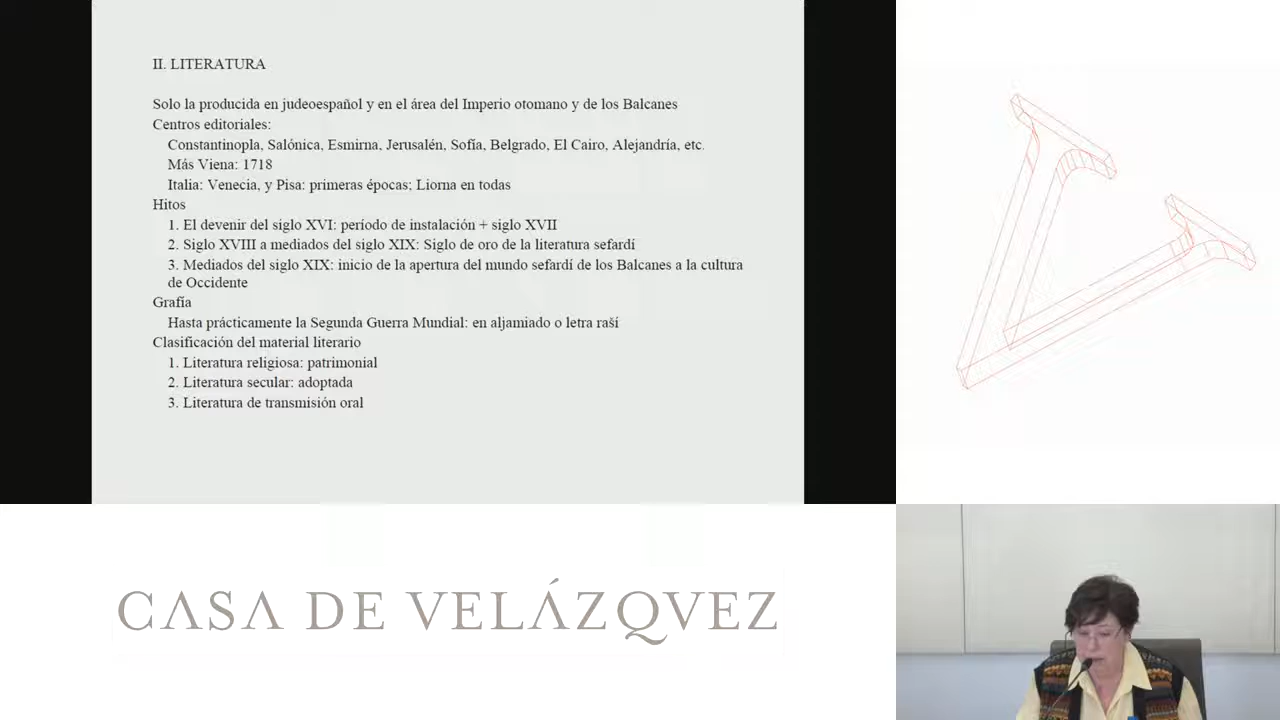 II. LITERATURA
Solo la producida en judeoespañol y en el área del Imperio otomano y de los Balcanes
Centros editoriales:
Constantinopla, Salónica, Esmirna, Jerusalén, Sofía, Belgrado, El Cairo, Alejandría, etc.
Más Viena: 1718
Italia: Venecia, y Pisa: primeras épocas; Liorna en todas
Hitos
1. El devenir del siglo XVI: período de instalación + siglo XVII
2. Siglo XVIII a mediados del siglo XIX: Siglo de oro de la literatura sefardí
3. Mediados del siglo XIX: inicio de la apertura del mundo sefardí de los Balcanes a la cultura
de Occidente
Grafía
Hasta prácticamente la Segunda Guerra Mundial: en aljamiado o letra raší
Clasificación del material literario
1. Literatura religiosa: patrimonial
2. Literatura secular: adoptada
3. Literatura de transmisión oral
CASA DE VELÁZQVEZ